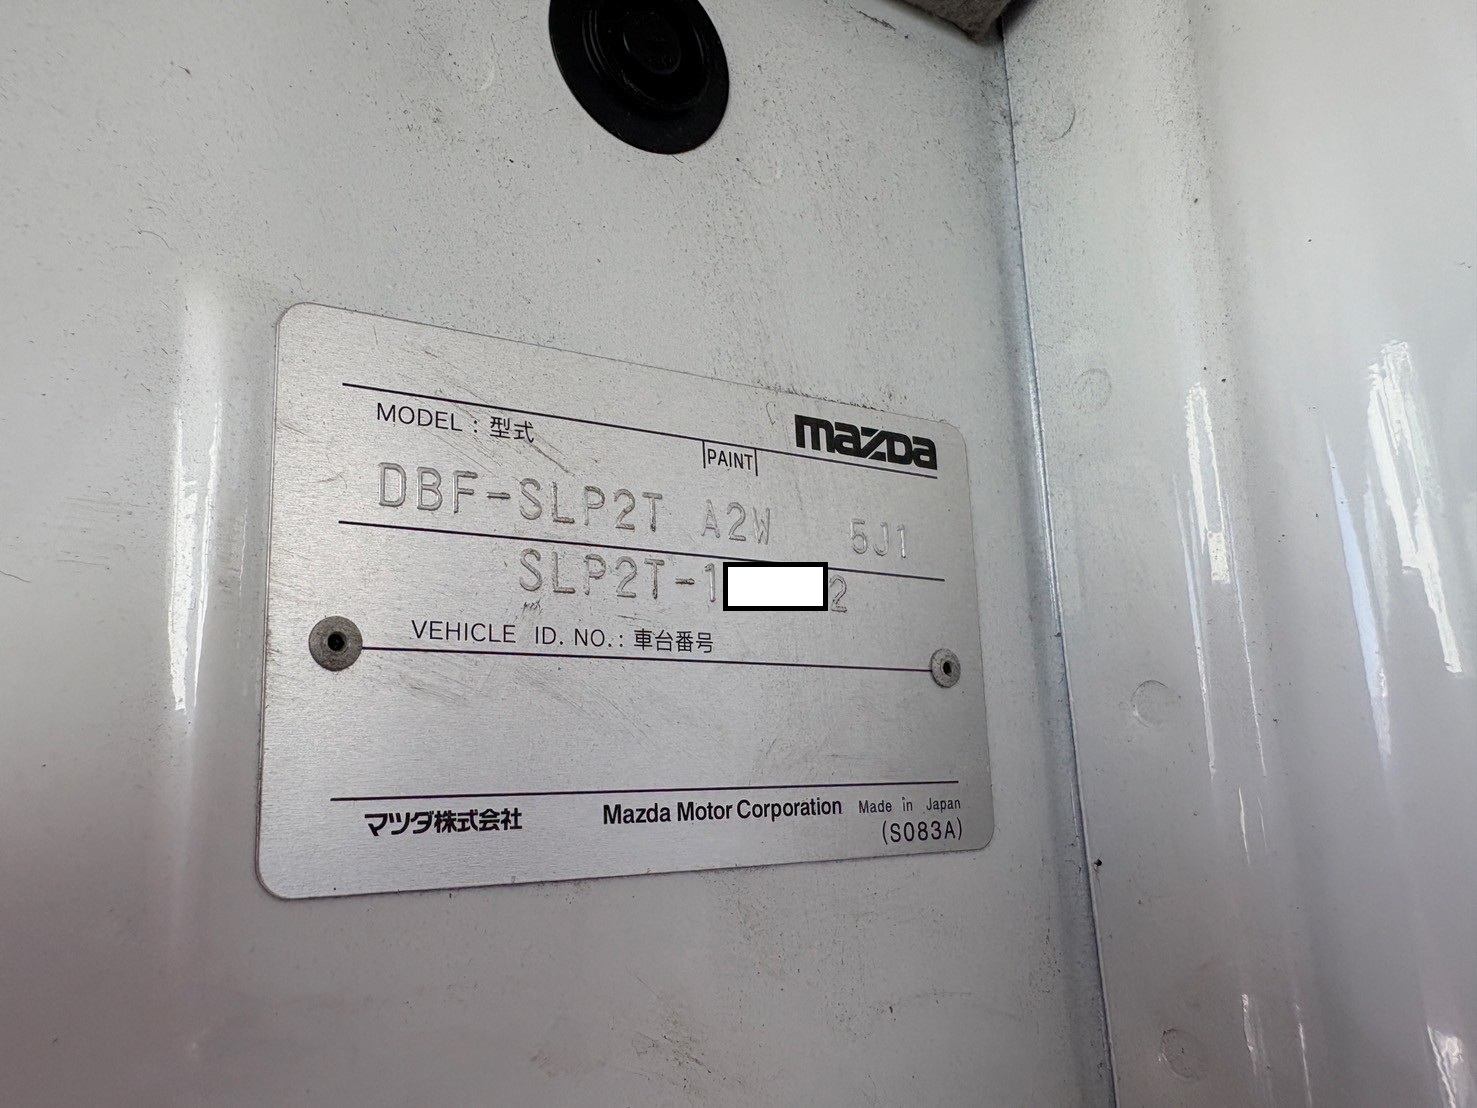 mazda
MODEL : 型式
PAINT
DBF-SLP2T A2W 5J1
SLP2T-1 2
VEHICLE ID. NO. : 車台番号
マツダ株式会社 Mazda Motor Corporation Made in Japan
(S083A)